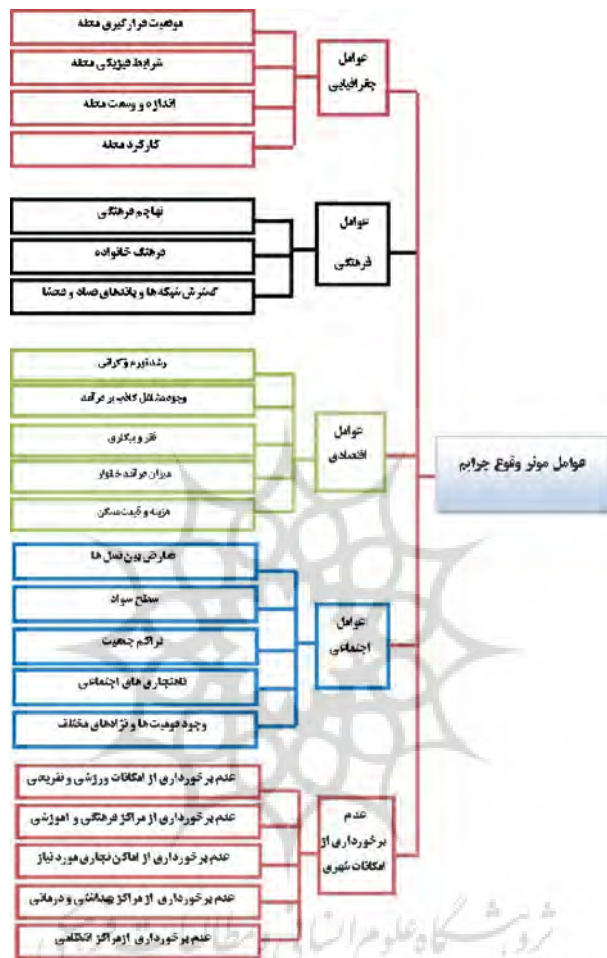 عوامل موثر وقوع جرایم
عوامل
جغرافیایی
موقعیت قرارگیری محله
شرایط فیزیکی محله
اندازه و وسعت محله
کارکرد محله
عوامل
فرهنگی
تهاجم فرهنگی
فرهنگ خانواده
گسترش شبکه ها و باندهای فساد و فحشا
عوامل
اقتصادی
رشد تورم و گرانی
وجود مشاغل کاذب پر درآمد
فقر و بیکاری
میزان درآمد خانوار
هزینه و قیمت مسکن
عوامل
اجتماعی
تعارض بین نسل ها
سطح سواد
تراکم جمعیت
ناهنجاری های اجتماعی
وجود قومیت ها و نژادهای مختلف
عدم
برخورداری از
امکانات شهری
عدم برخورداری از امکانات ورزشی و تفریحی
عدم برخورداری از مراکز فرهنگی و آموزشی
عدم برخورداری از اماکن تجاری مورد نیاز
عدم برخورداری از مراکز بهداشتی و درمانی
عدم برخورداری از مراکز انتظامی
پژوهشگاه علوم انسانی و مطالعات فرهنگی